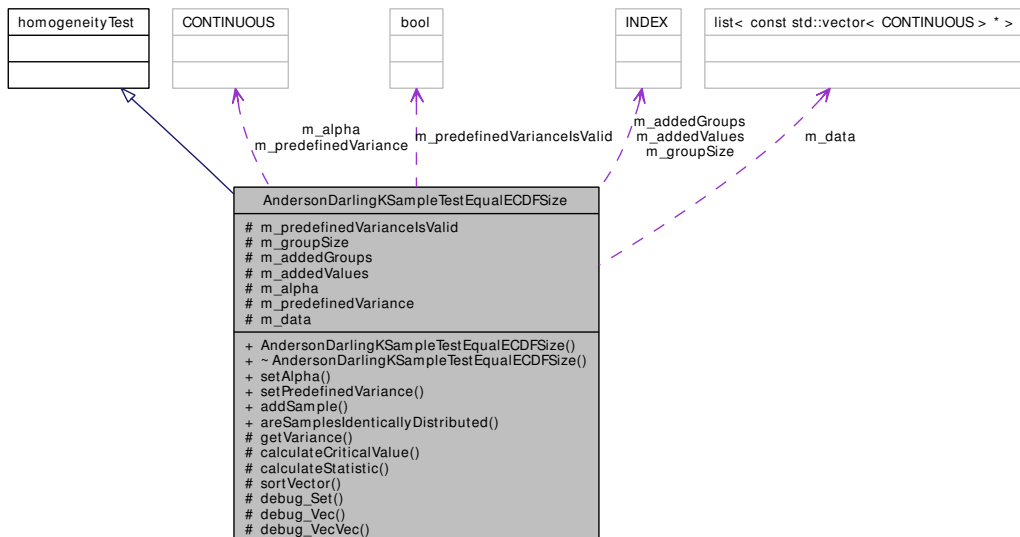 homogeneityTest
CONTINUOUS
bool
INDEX
list< const std::vector< CONTINUOUS > * >
m_alpha
m_predefinedVariance
m_predefinedVarianceIsValid
m_addedGroups
m_addedValues
m_groupSize
m_data
AndersonDarlingKSampleTestEqualECDFSize
# m_predefinedVarianceIsValid
# m_groupSize
# m_addedGroups
# m_addedValues
# m_alpha
# m_predefinedVariance
# m_data
+ AndersonDarlingKSampleTestEqualECDFSize()
+ ~AndersonDarlingKSampleTestEqualECDFSize()
+ setAlpha()
+ setPredefinedVariance()
+ addSample()
+ areSamplesIdenticallyDistributed()
# getVariance()
# calculateCriticalValue()
# calculateStatistic()
# sortVector()
# debug_Set()
# debug_Vec()
# debug_VecVec()